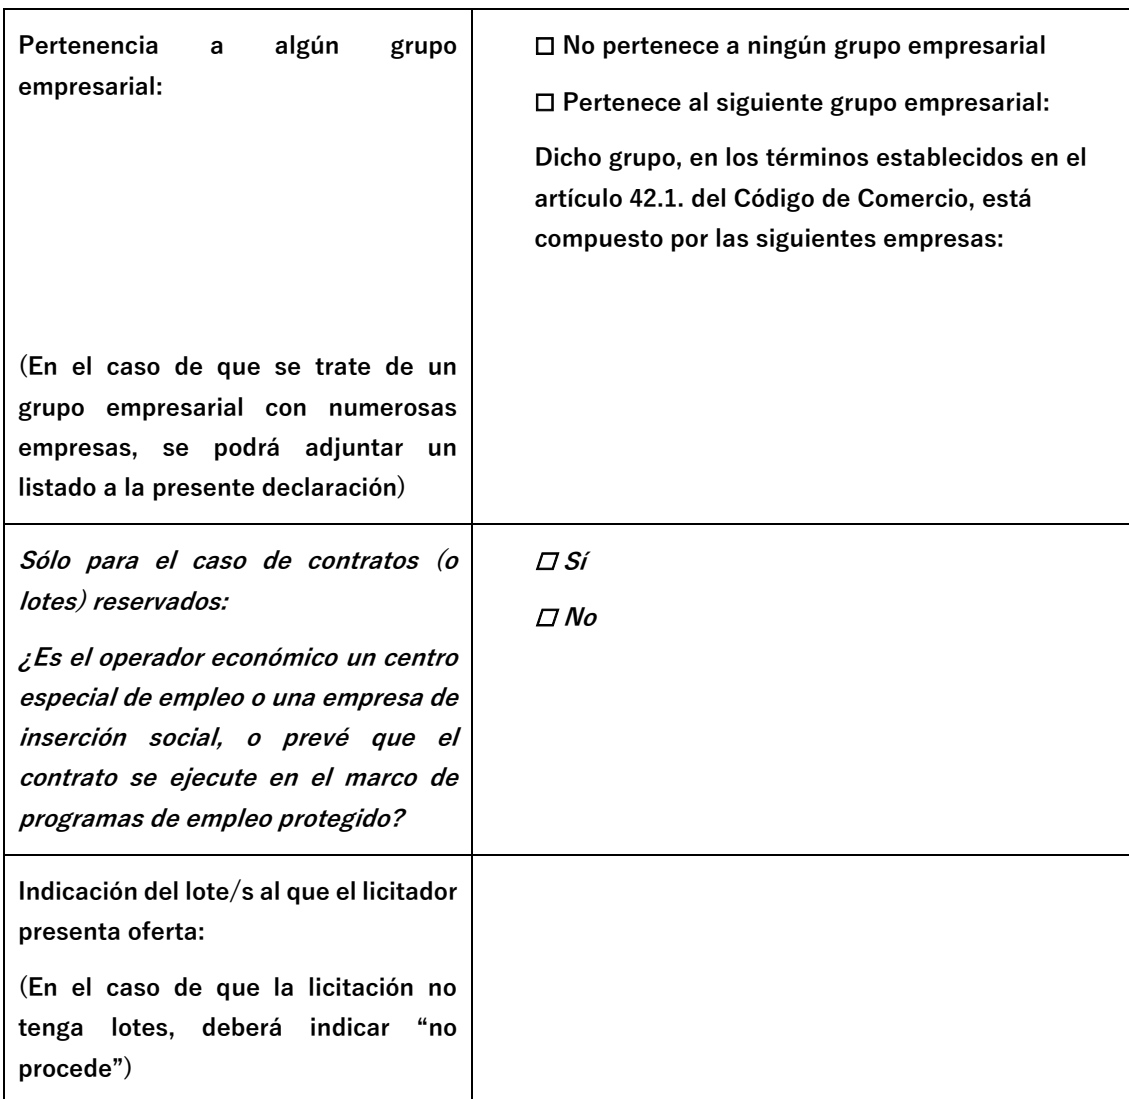 Pertenencia a algún grupo
empresarial:
(En el caso de que se trate de un
grupo empresarial con numerosas
empresas, se podrá adjuntar un
listado a la presente declaración)
☐ No pertenece a ningún grupo empresarial
☐ Pertenece al siguiente grupo empresarial:
Dicho grupo, en los términos establecidos en el
artículo 42.1. del Código de Comercio, está
compuesto por las siguientes empresas:
Sólo para el caso de contratos (o
lotes) reservados:
¿Es el operador económico un centro
especial de empleo o una empresa de
inserción social, o prevé que el
contrato se ejecute en el marco de
programas de empleo protegido?
☐ Sí
☐ No
Indicación del lote/s al que el licitador
presenta oferta:
(En el caso de que la licitación no
tenga lotes, deberá indicar “no
procede”)